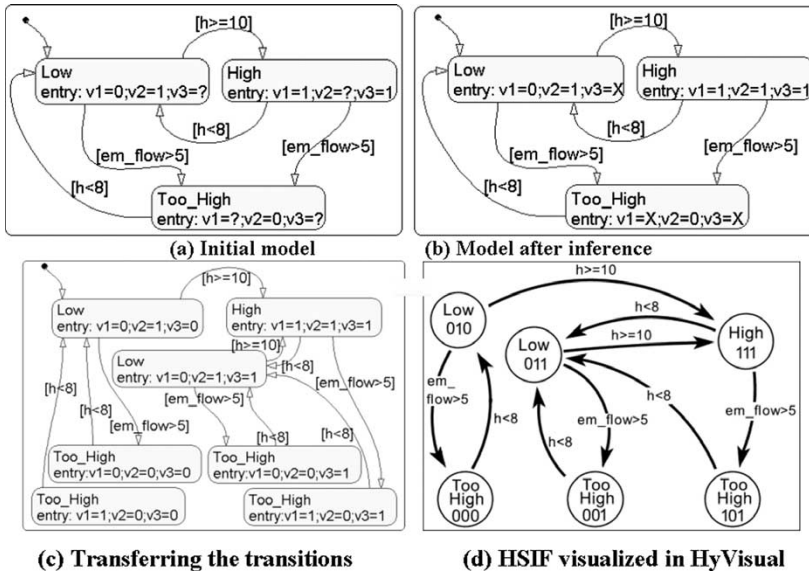 [h>=10]
Low
entry: v1=0;v2=1;v3=?
High
entry: v1=1;v2=?;v3=1
[h<8]
[em_flow>5]
[em_flow>5]
[h<8]
Too_High
entry: v1=?;v2=0;v3=?
(a) Initial model
[h>=10]
Low
entry: v1=0;v2=1;v3=X
High
entry: v1=1;v2=1;v3=1
[h<8]
[em_flow>5]
[em_flow>5]
[h<8]
Too_High
entry: v1=X;v2=0;v3=X
(b) Model after inference
[h>=10]
Low
entry: v1=0;v2=1;v3=0
High
entry: v1=1;v2=1;v3=1
[h>=10]
Low
entry: v1=0;v2=1;v3=1
[h<8]
[em_flow>5]
[h<8]
[h<8]
[em_flow>5]
[em_flow>5]
[h<8]
[h<8]
Too_High
entry:v1=0;v2=0;v3=0
Too_High
entry:v1=0;v2=0;v3=1
Too_High
entry:v1=1;v2=0;v3=0
Too_High
entry:v1=1;v2=0;v3=1
(c) Transferring the transitions
h>=10
Low
010
h<8
Low
011
h>=10
High
111
em_
flow>5
h<8
h<8
em_flow>5
h<8
em_flow>5
Too
High
000
Too
High
001
Too
High
101
(d) HSIF visualized in HyVisual